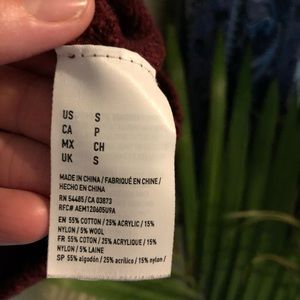 US S
CA P
MX CH
UK S
MADE IN CHINA / FABRIQUÉ EN CHINE /
HECHO EN CHINA
RN 54485/CA 03873
RFC# AEM120605U9A
EN 55% COTTON / 25% ACRYLIC / 15%
NYLON / 5% WOOL
FR 55% COTON / 25% ACRYLIQUE / 15%
NYLON / 5% LAINE
SP 55% algodón / 25% acrílico / 15% nylon /